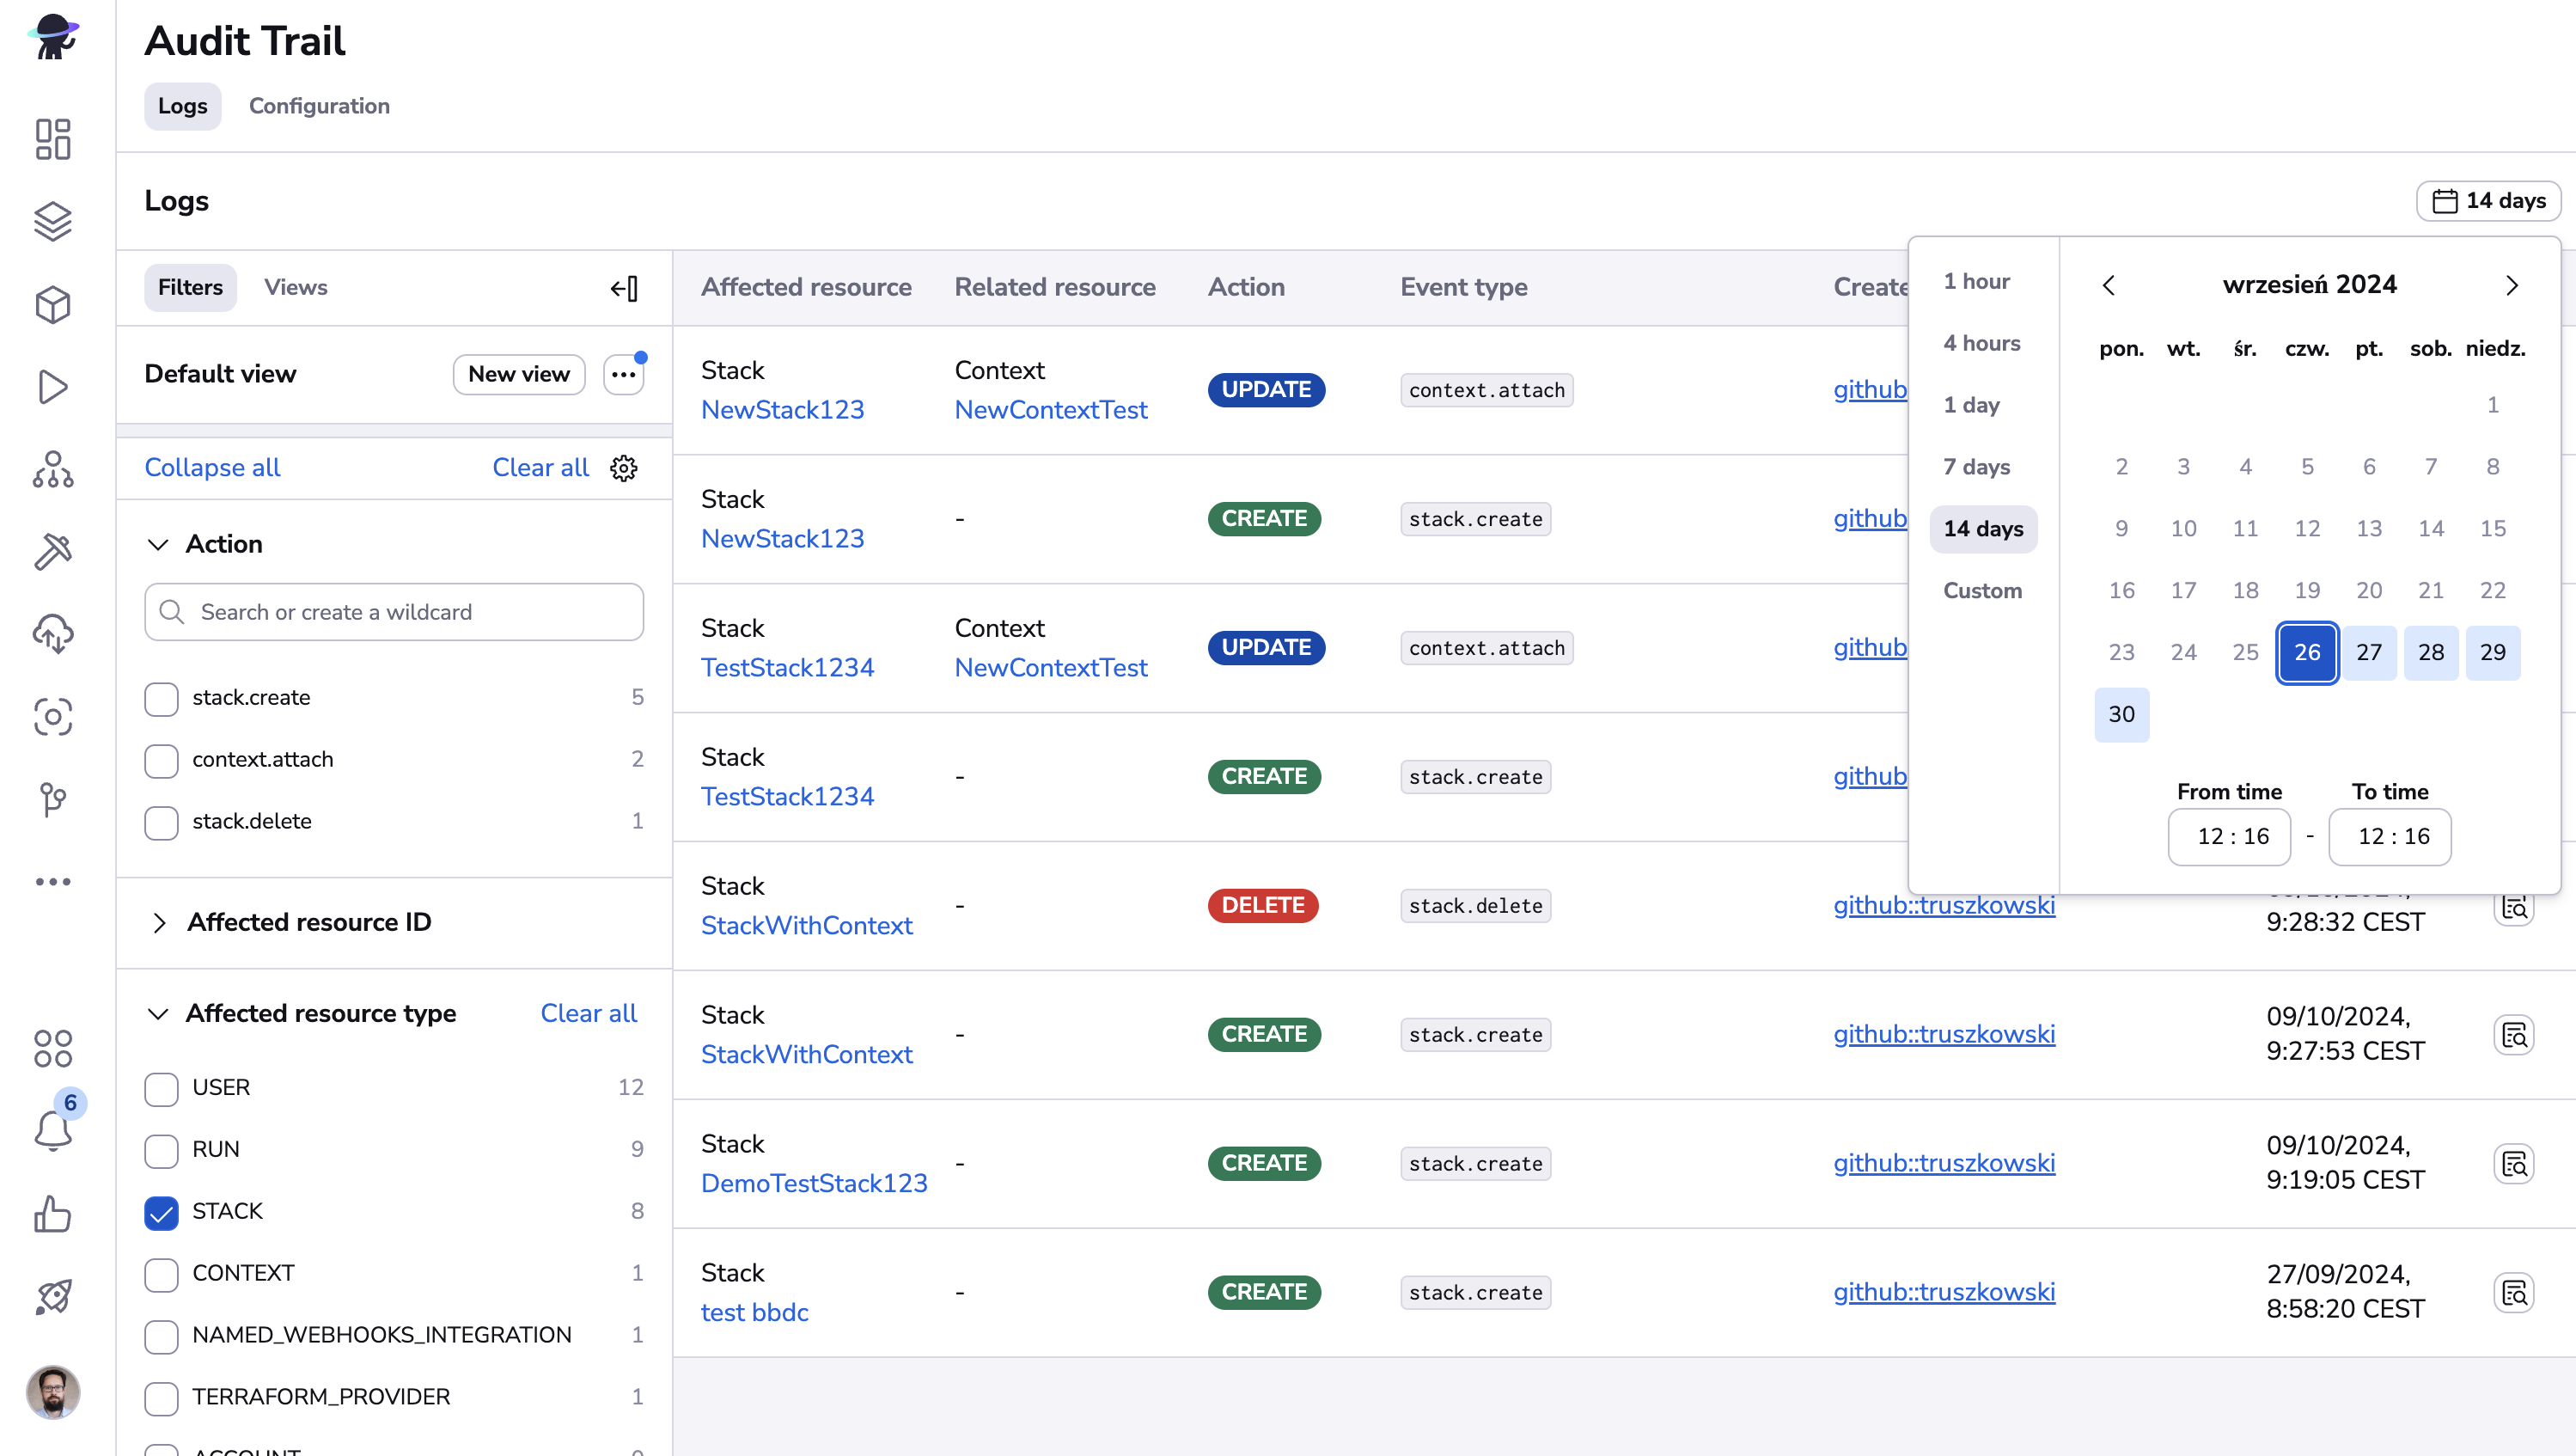 Audit Trail
Logs
Configuration
Logs
14 days
Filters
Views
Default view
New view
Collapse all
Clear all
Action
Search or create a wildcard
stack.create
5
context.attach
2
stack.delete
1
Affected resource ID
Affected resource type
Clear all
USER
12
RUN
9
STACK
8
CONTEXT
1
NAMED_WEBHOOKS_INTEGRATION
1
TERRAFORM_PROVIDER
1
6
Affected resource
Related resource
Action
Event type
Stack
NewStack123
Context
NewContextTest
UPDATE
context.attach
github
Stack
NewStack123
-
CREATE
stack.create
github
Stack
TestStack1234
Context
NewContextTest
UPDATE
context.attach
github
Stack
TestStack1234
-
CREATE
stack.create
github
Stack
StackWithContext
-
DELETE
stack.delete
github::truszkowski
9:28:32 CEST
Stack
StackWithContext
-
CREATE
stack.create
github::truszkowski
09/10/2024,
9:27:53 CEST
Stack
DemoTestStack123
-
CREATE
stack.create
github::truszkowski
09/10/2024,
9:19:05 CEST
Stack
test bbdc
-
CREATE
stack.create
github::truszkowski
27/09/2024,
8:58:20 CEST
1 hour
4 hours
1 day
7 days
14 days
Custom
wrzesień 2024
pon. wt. śr. czw. pt. sob. niedz.
1
2 3 4 5 6 7 8
9 10 11 12 13 14 15
16 17 18 19 20 21 22
23 24 25 26 27 28 29
30
From time
To time
12 : 16 - 12 : 16